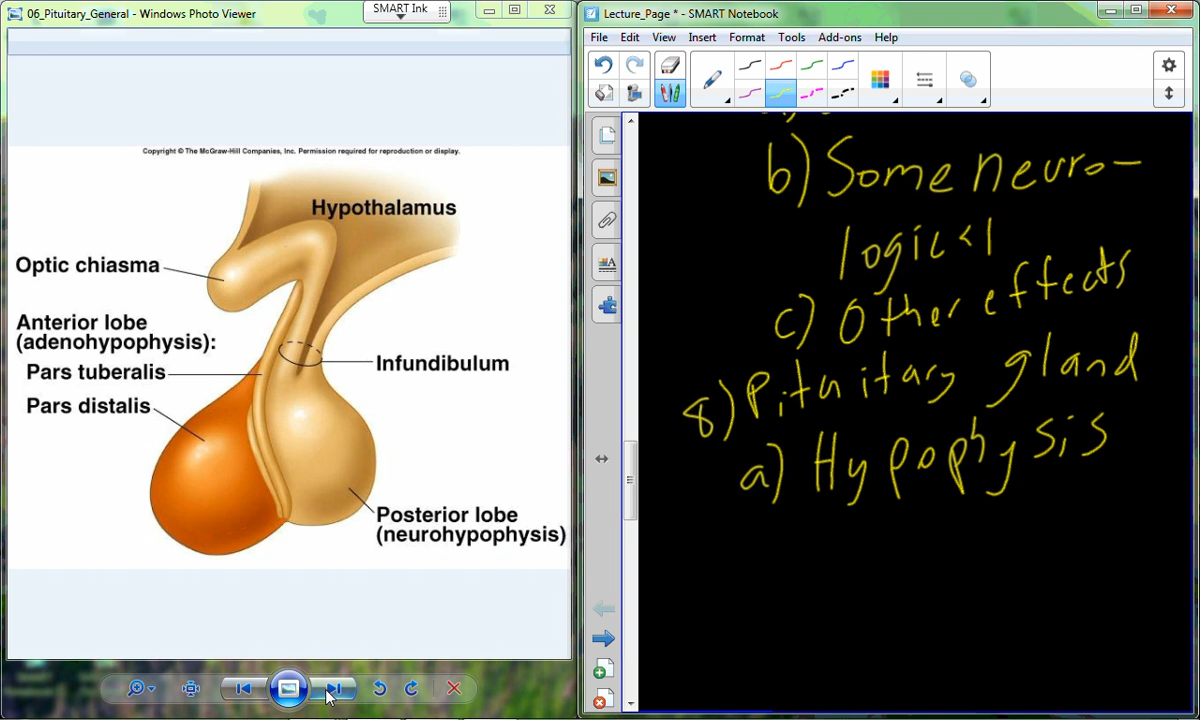 06_Pituitary_General - Windows Photo Viewer
SMART Ink
Lecture_Page * - SMART Notebook
File Edit View Insert Format Tools Add-ons Help
Copyright © The McGraw-Hill Companies, Inc. Permission required for reproduction or display.
Hypothalamus
Optic chiasma
Anterior lobe
(adenohypophysis):
Pars tuberalis
Pars distalis
Infundibulum
Posterior lobe
(neurohypophysis)
b) Some neuro-
logical
c) Other effects
8) Pituitary gland
a) Hypophysis